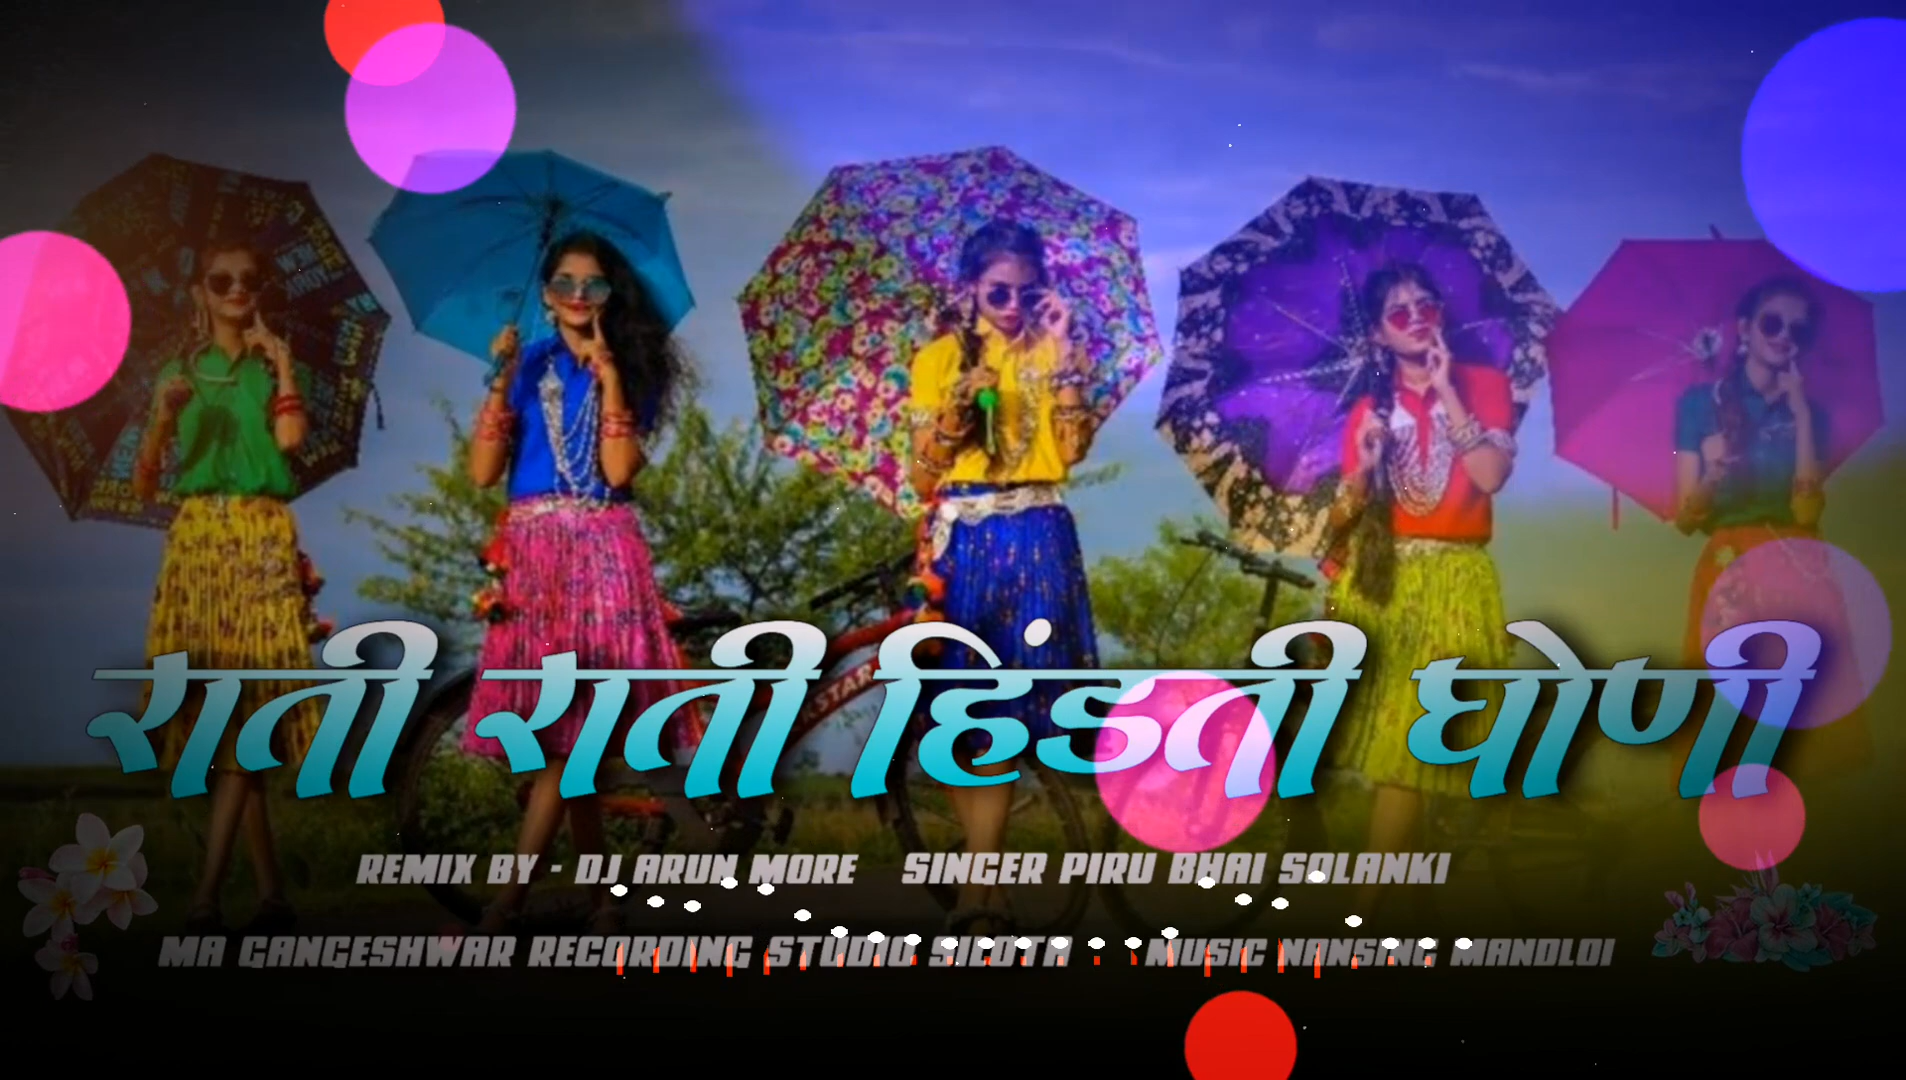 राती राती हिंडती घोणी
REMIX BY - DJ ARUN MORE SINGER PIRU BHAI SOLANKI
MA GANGESHWAR RECORDING STUDIO SILOTA MUSIC NANSING MANDLOI